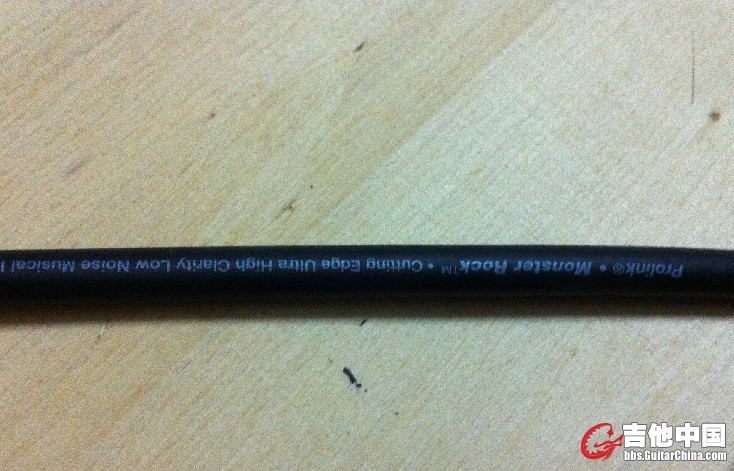 Prolink® • Monster Rock™ • Cutting Edge Ultra High Clarity Low Noise Musical
吉他中国
bbs.GuitarChina.com